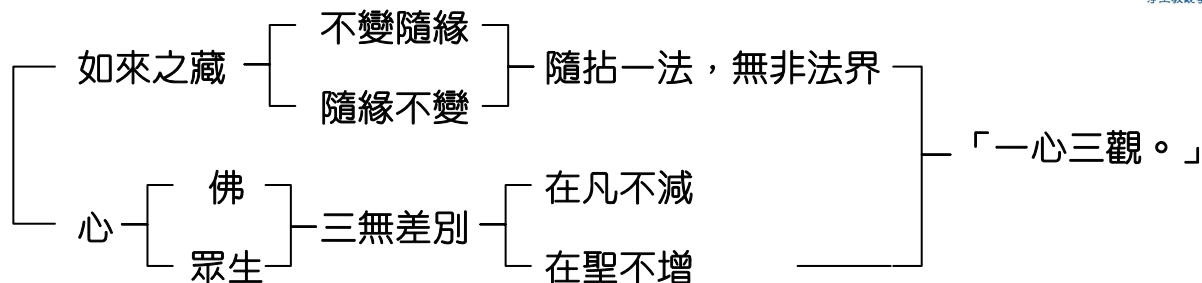 不變隨緣
如來之藏
隨拈一法，無非法界
隨緣不變
「一心三觀。」
佛
在凡不減
心
三無差別
眾生
在聖不增